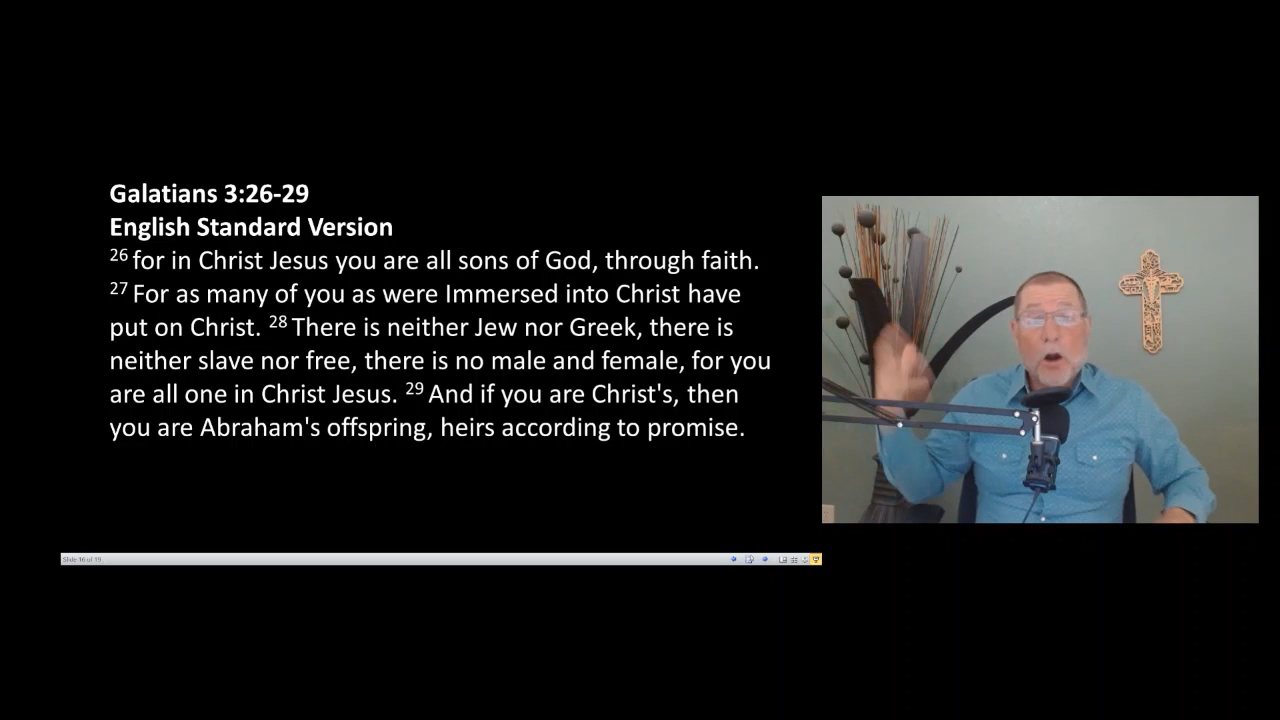 Galatians 3:26-29
English Standard Version
26 for in Christ Jesus you are all sons of God, through faith.
27 For as many of you as were Immersed into Christ have
put on Christ. 28 There is neither Jew nor Greek, there is
neither slave nor free, there is no male and female, for you
are all one in Christ Jesus. 29 And if you are Christ's, then
you are Abraham's offspring, heirs according to promise.
Slide 16 of 19